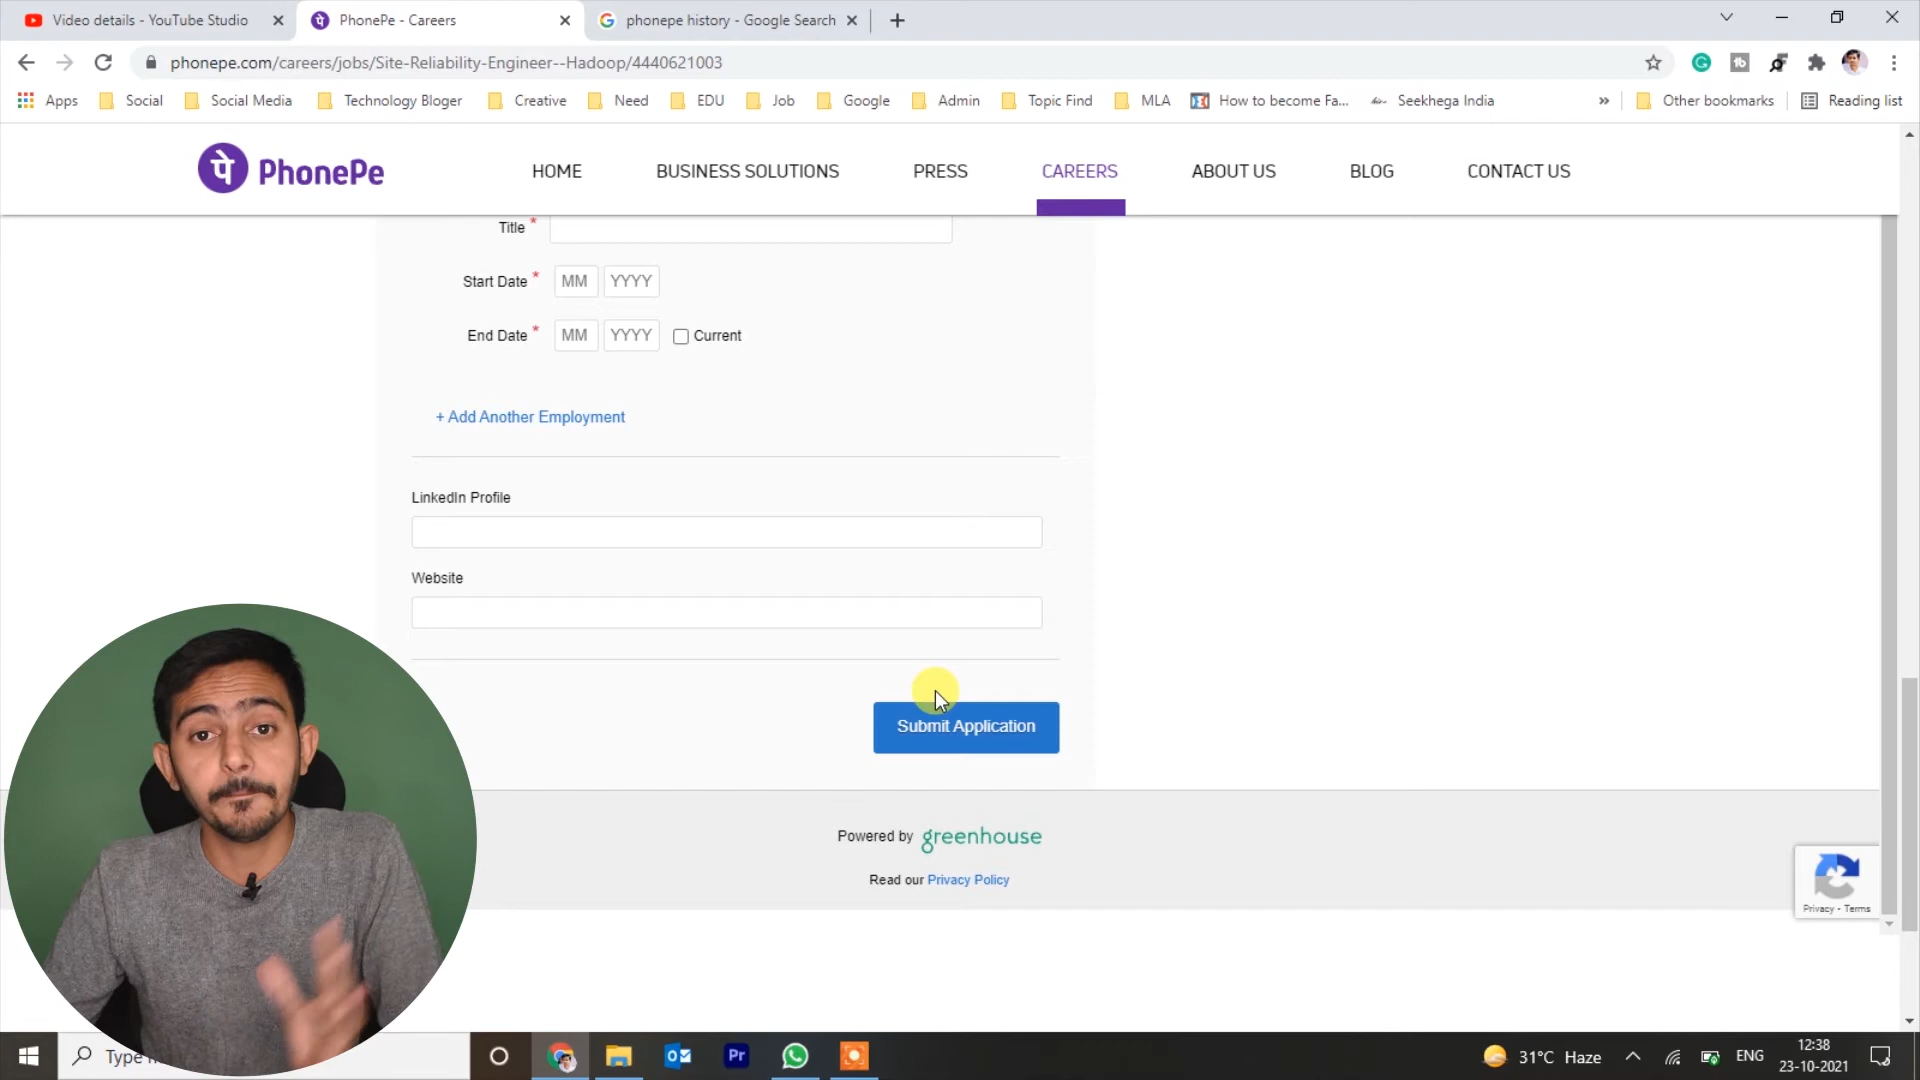 Video details - YouTube Studio
PhonePe - Careers
phonepe history - Google Search
phonepe.com/careers/jobs/Site-Reliability-Engineer--Hadoop/4440621003
Apps
Social
Social Media
Technology Bloger
Creative
Need
EDU
Job
Google
Admin
Topic Find
MLA
How to become Fa...
Seekhega India
»
Other bookmarks
Reading list
पे PhonePe
HOME
BUSINESS SOLUTIONS
PRESS
CAREERS
ABOUT US
BLOG
CONTACT US
Title *
Start Date * MM YYYY
End Date * MM YYYY Current
+ Add Another Employment
LinkedIn Profile
Website
Submit Application
Powered by greenhouse
Read our Privacy Policy
Privacy - Terms
Type
Pr
31°C Haze
ENG
12:38
23-10-2021